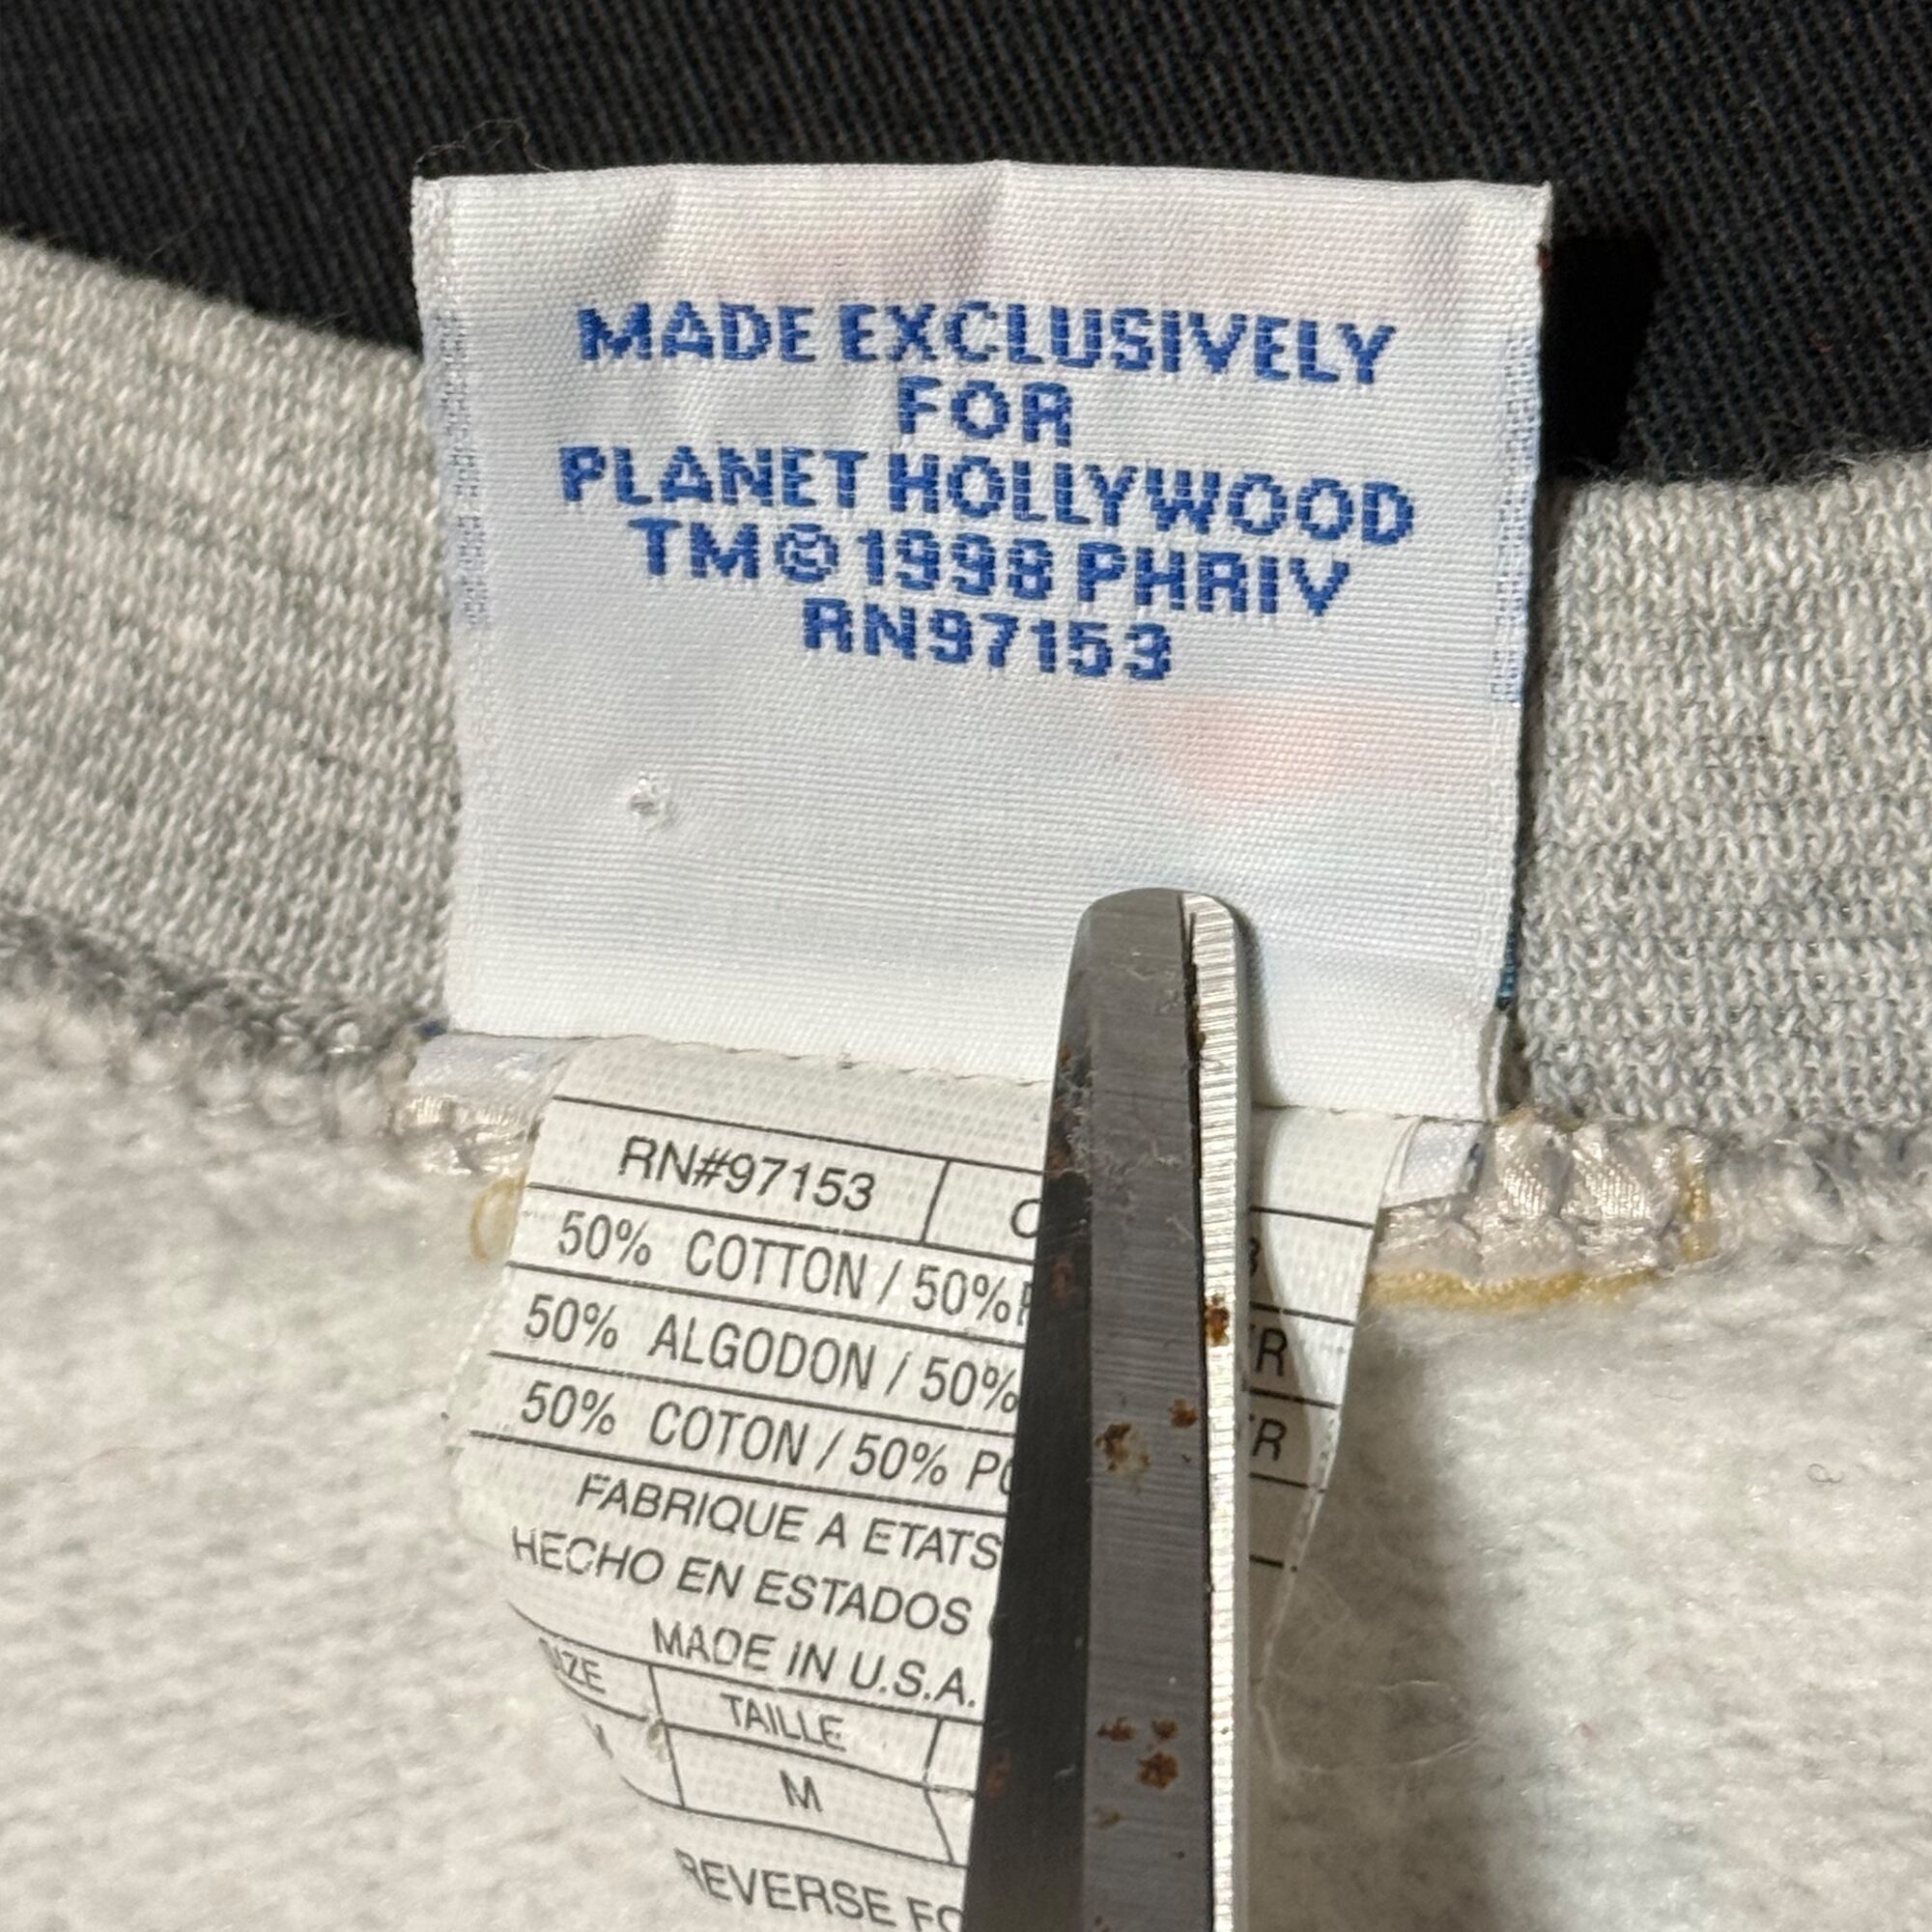 MADE EXCLUSIVELY
FOR
PLANET HOLLYWOOD
TM©1998 PHRIV
RN97153
RN#97153
50% COTTON / 50%
50% ALGODON / 50%
50% COTON / 50%
FABRIQUE A ETATS
HECHO EN ESTADOS
MADE IN U.S.A.
TAILLE
M
REVERSE